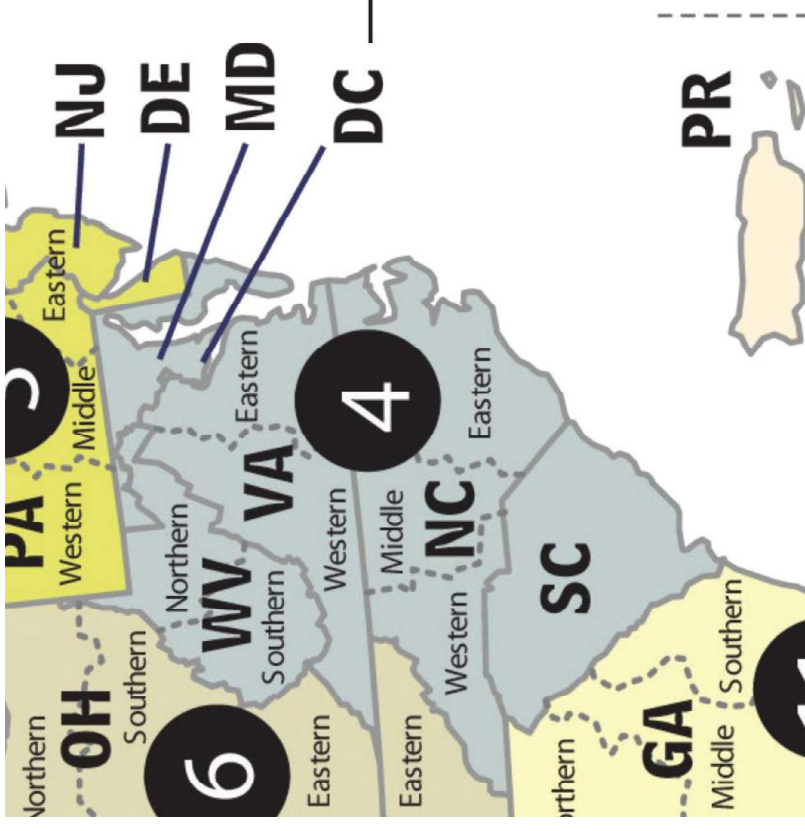 Northern
PA
Eastern
NJ
Western
Middle
OH
Southern
DE
Northern
6
WV
MD
Eastern
VA
Southern
Eastern
Western
DC
4
Middle
Eastern
NC
Western
Eastern
rthern
SC
GA
PR
Middle
Southern